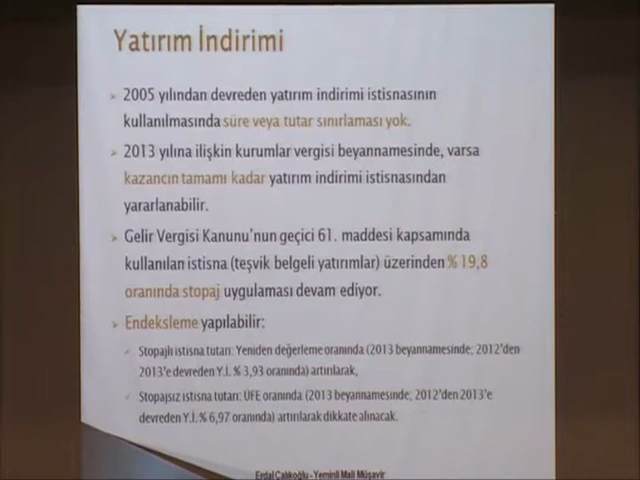 Yatırım İndirimi
2005 yılından devreden yatırım indirimi istisnasının
kullanılmasında süre veya tutar sınırlaması yok.
2013 yılına ilişkin kurumlar vergisi beyannamesinde, varsa
kazancın tamamı kadar yatırım indirimi istisnasından
yararlanabilir.
Gelir Vergisi Kanunu'nun geçici 61. maddesi kapsamında
kullanılan istisna (teşvik belgeli yatırımlar) üzerinden % 19,8
oranında stopaj uygulaması devam ediyor.
Endeksleme yapılabilir:
Stopajlı istisna tutarı: Yeniden değerleme oranında (2013 beyannamesinde; 2012'den
2013'e devreden Y.İ. % 3,93 oranında) artırılarak,
Stopajsız istisna tutarı: ÜFE oranında (2013 beyannamesinde; 2012'den 2013'e
devreden Y.İ. % 6,97 oranında) artırılarak dikkate alınacak.
Erdal Çalıkoğlu - Yeminli Mali Müşavir